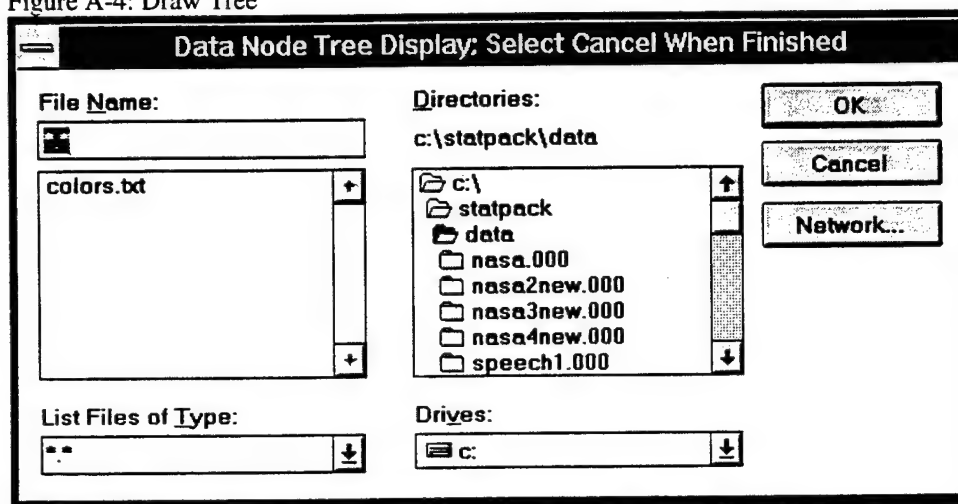 Figure A-4: Draw Tree
Data Node Tree Display; Select Cancel When Finished
File Name:
*.*
colors.txt
List Files of Type:
*.*
Directories:
c:\statpack\data
c:\
statpack
data
nasa.000
nasa2new.000
nasa3new.000
nasa4new.000
speech1.000
Drives:
c:
OK
Cancel
Network...